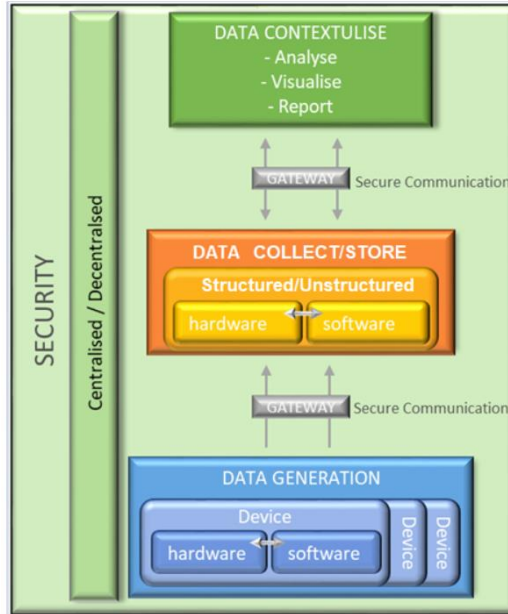 SECURITY
Centralised / Decentralsed
DATA CONTEXTULISE
- Analyse
- Visualise
- Report
GATEWAY
Secure Communication
DATA COLLECT/STORE
Structured/Unstructured
hardware
software
GATEWAY
Secure Communication
DATA GENERATION
Device
hardware
software
Device
Device